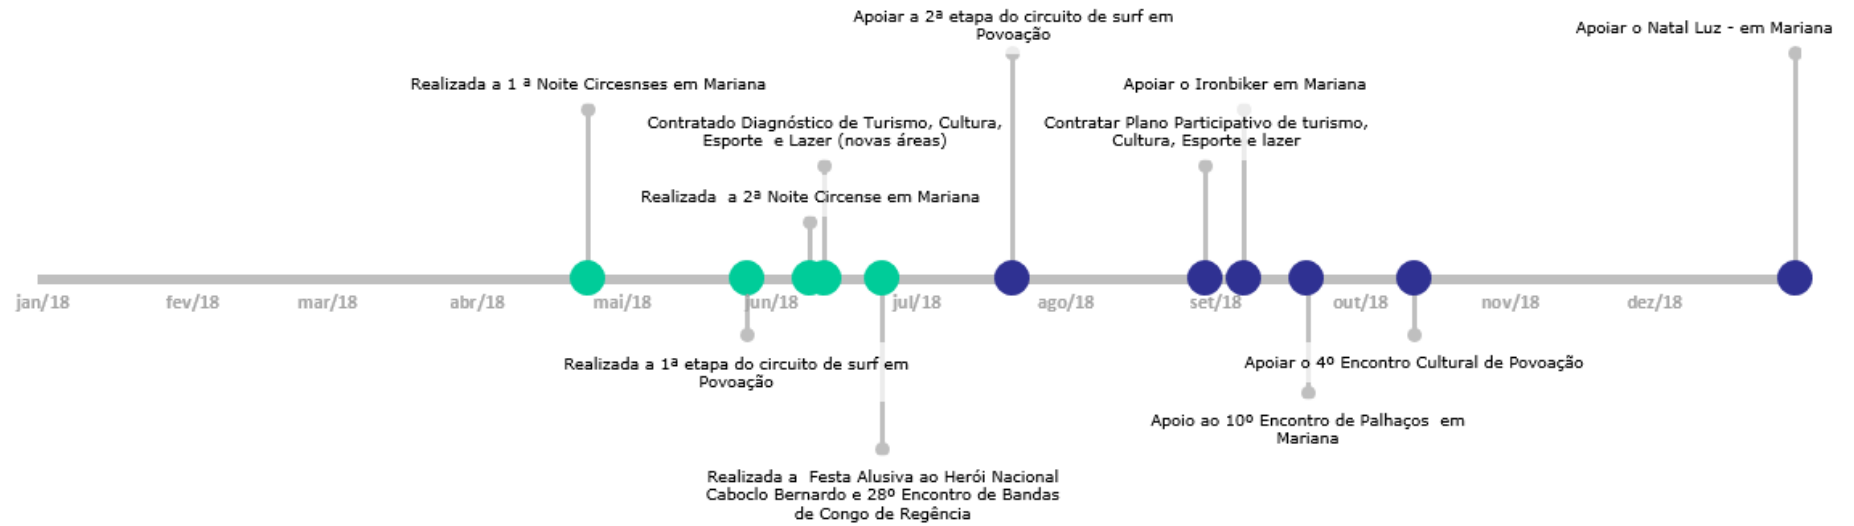 Apoiar a 2ª etapa do circuito de surf em
Povoação
Apoiar o Natal Luz - em Mariana
Realizada a 1 ª Noite Circesnses em Mariana
Apoiar o Ironbiker em Mariana
Contratado Diagnóstico de Turismo, Cultura,
Esporte e Lazer (novas áreas)
Contratar Plano Participativo de turismo,
Cultura, Esporte e lazer
Realizada a 2ª Noite Circense em Mariana
jan/18
fev/18
mar/18
abr/18
mai/18
jun/18
jul/18
ago/18
set/18
out/18
nov/18
dez/18
Realizada a 1ª etapa do circuito de surf em
Povoação
Apoiar o 4º Encontro Cultural de Povoação
Apoio ao 10º Encontro de Palhaços em
Mariana
Realizada a Festa Alusiva ao Herói Nacional
Caboclo Bernardo e 28º Encontro de Bandas
de Congo de Regência